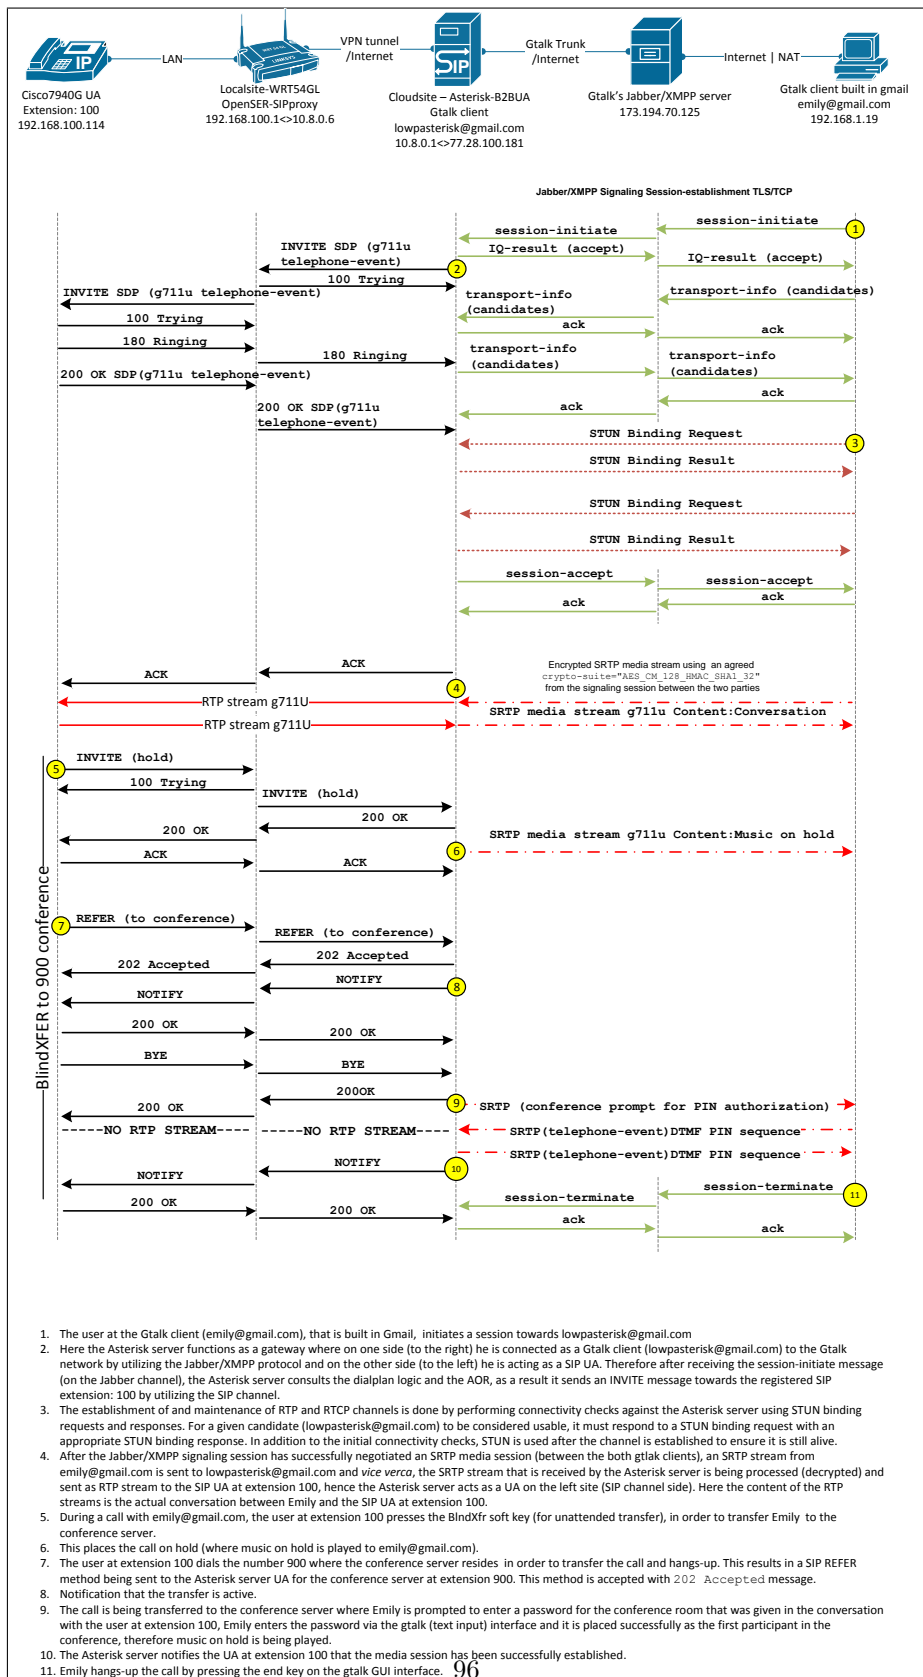 IP
LAN
WRT 54 GL
LINKSYS
VPN tunnel
/Internet
SIP
Gtalk Trunk
/Internet
Internet | NAT
Cisco7940G UA
Extension: 100
192.168.100.114
Localsite-WRT54GL
OpenSER-SIPproxy
192.168.100.1<>10.8.0.6
Cloudsite – Asterisk-B2BUA
Gtalk client
lowpasterisk@gmail.com
10.8.0.1<>77.28.100.181
Gtalk's Jabber/XMPP server
173.194.70.125
Gtalk client built in gmail
emily@gmail.com
192.168.1.19
Jabber/XMPP Signaling Session-establishment TLS/TCP
session-initiate
1
session-initiate
INVITE SDP (g711u
telephone-event)
IQ-result (accept)
IQ-result (accept)
2
100 Trying
INVITE SDP (g711u telephone-event)
transport-info
(candidates)
transport-info (candidates)
100 Trying
ack
ack
180 Ringing
180 Ringing
transport-info
(candidates)
transport-info
(candidates)
200 OK SDP(g711u telephone-event)
ack
200 OK SDP(g711u
telephone-event)
ack
STUN Binding Request
3
STUN Binding Result
STUN Binding Request
STUN Binding Result
session-accept
session-accept
ack
ack
ACK
ACK
Encrypted SRTP media stream using an agreed
crypto-suite="AES_CM_128_HMAC_SHA1_32"
from the signaling session between the two parties
4
RTP stream g711U
SRTP media stream g711u Content:Conversation
RTP stream g711U
BlindXFER to 900 conference
5
INVITE (hold)
100 Trying
INVITE (hold)
200 OK
200 OK
SRTP media stream g711u Content:Music on hold
6
ACK
ACK
7
REFER (to conference)
REFER (to conference)
202 Accepted
202 Accepted
NOTIFY
8
NOTIFY
200 OK
200 OK
BYE
BYE
200OK
9
200 OK
SRTP (conference prompt for PIN authorization)
NO RTP STREAM
NO RTP STREAM
SRTP(telephone-event)DTMF PIN sequence
SRTP(telephone-event)DTMF PIN sequence
NOTIFY
10
NOTIFY
session-terminate
11
200 OK
session-terminate
200 OK
ack
ack
1. The user at the Gtalk client (emily@gmail.com), that is built in Gmail, initiates a session towards lowpasterisk@gmail.com
2. Here the Asterisk server functions as a gateway where on one side (to the right) he is connected as a Gtalk client (lowpasterisk@gmail.com) to the Gtalk
network by utilizing the Jabber/XMPP protocol and on the other side (to the left) he is acting as a SIP UA. Therefore after receiving the session-initiate message
(on the Jabber channel), the Asterisk server consults the dialplan logic and the AOR, as a result it sends an INVITE message towards the registered SIP
extension: 100 by utilizing the SIP channel.
3. The establishment of and maintenance of RTP and RTCP channels is done by performing connectivity checks against the Asterisk server using STUN binding
requests and responses. For a given candidate (lowpasterisk@gmail.com) to be considered usable, it must respond to a STUN binding request with an
appropriate STUN binding response. In addition to the initial connectivity checks, STUN is used after the channel is established to ensure it is still alive.
4. After the Jabber/XMPP signaling session has successfully negotiated an SRTP media session (between the both gtlak clients), an SRTP stream from
emily@gmail.com is sent to lowpasterisk@gmail.com and vice verca, the SRTP stream that is received by the Asterisk server is being processed (decrypted) and
sent as RTP stream to the SIP UA at extension 100, hence the Asterisk server acts as a UA on the left site (SIP channel side). Here the content of the RTP
streams is the actual conversation between Emily and the SIP UA at extension 100.
5. During a call with emily@gmail.com, the user at extension 100 presses the BlndXfr soft key (for unattended transfer), in order to transfer Emily to the
conference server.
6. This places the call on hold (where music on hold is played to emily@gmail.com).
7. The user at extension 100 dials the number 900 where the conference server resides in order to transfer the call and hangs-up. This results in a SIP REFER
method being sent to the Asterisk server UA for the conference server at extension 900. This method is accepted with 202 Accepted message.
8. Notification that the transfer is active.
9. The call is being transferred to the conference server where Emily is prompted to enter a password for the conference room that was given in the conversation
with the user at extension 100, Emily enters the password via the gtalk (text input) interface and it is placed successfully as the first participant in the
conference, therefore music on hold is being played.
10. The Asterisk server notifies the UA at extension 100 that the media session has been successfully established.
11. Emily hangs-up the call by pressing the end key on the gtalk GUI interface.
96